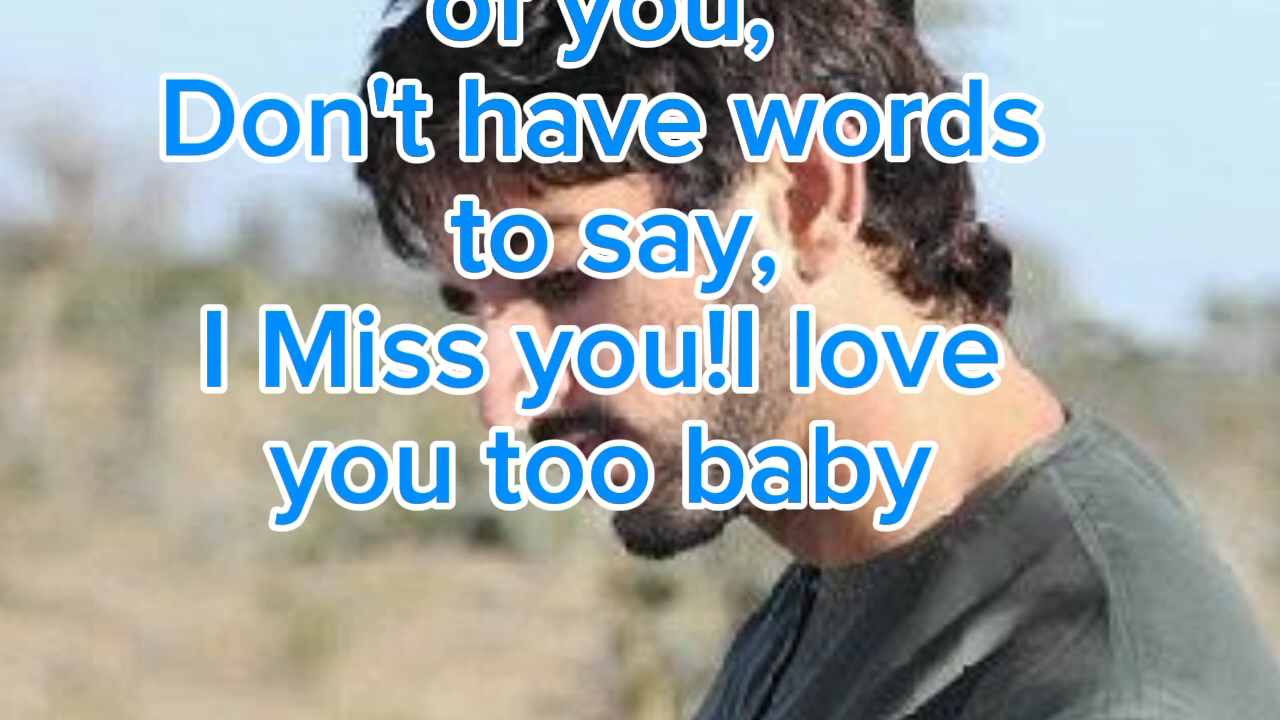 of you,
Don't have words
to say,
I Miss you!I love
you too baby